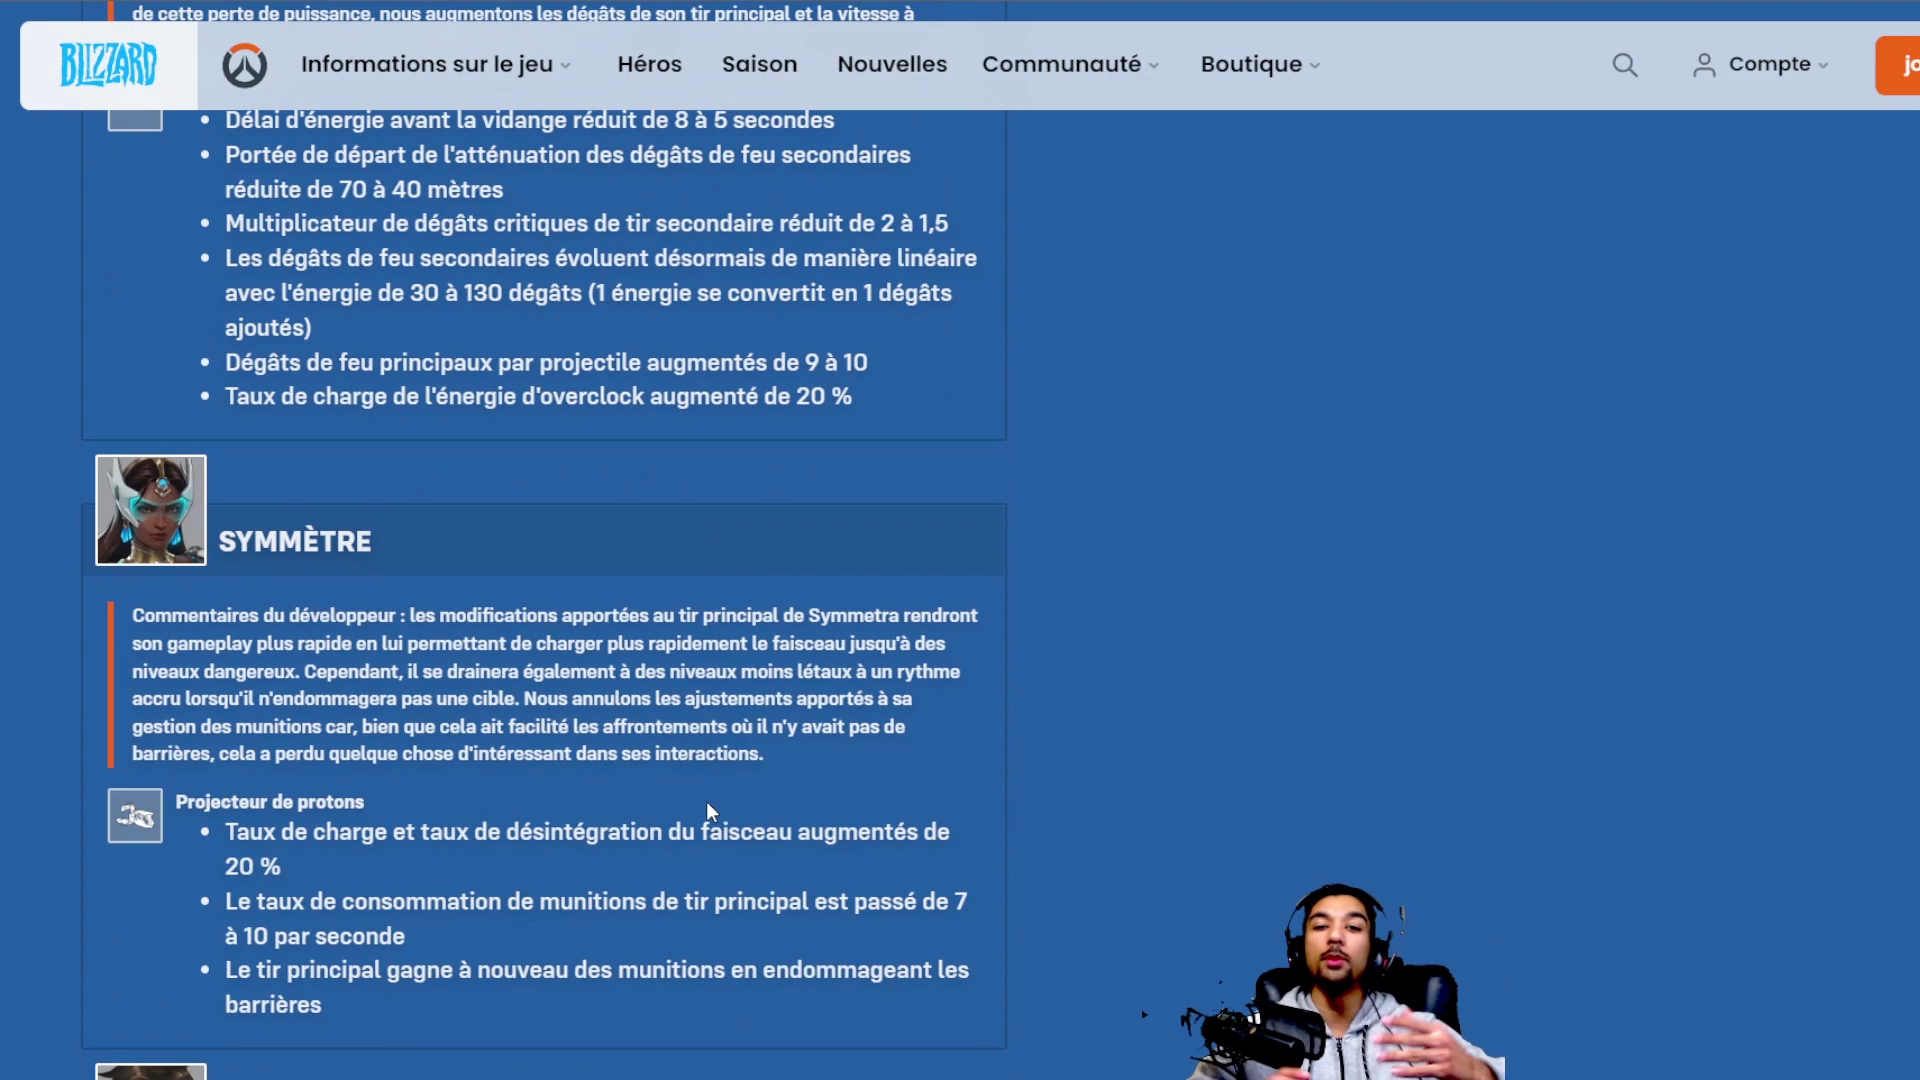 de cette perte de puissance, nous augmentons les dégâts de son tir principal et la vitesse à
BLIZZARD
Informations sur le jeu
Héros
Saison
Nouvelles
Communauté
Boutique
Compte
jo
Délai d'énergie avant la vidange réduit de 8 à 5 secondes
Portée de départ de l'atténuation des dégâts de feu secondaires
réduite de 70 à 40 mètres
Multiplicateur de dégâts critiques de tir secondaire réduit de 2 à 1,5
Les dégâts de feu secondaires évoluent désormais de manière linéaire
avec l'énergie de 30 à 130 dégâts (1 énergie se convertit en 1 dégâts
ajoutés)
Dégâts de feu principaux par projectile augmentés de 9 à 10
Taux de charge de l'énergie d'overclock augmenté de 20 %
SYMMÈTRE
Commentaires du développeur : les modifications apportées au tir principal de Symmetra rendront
son gameplay plus rapide en lui permettant de charger plus rapidement le faisceau jusqu'à des
niveaux dangereux. Cependant, il se drainera également à des niveaux moins létaux à un rythme
accru lorsqu'il n'endommagera pas une cible. Nous annulons les ajustements apportés à sa
gestion des munitions car, bien que cela ait facilité les affrontements où il n'y avait pas de
barrières, cela a perdu quelque chose d'intéressant dans ses interactions.
Projecteur de protons
Taux de charge et taux de désintégration du faisceau augmentés de
20 %
Le taux de consommation de munitions de tir principal est passé de 7
à 10 par seconde
Le tir principal gagne à nouveau des munitions en endommageant les
barrières